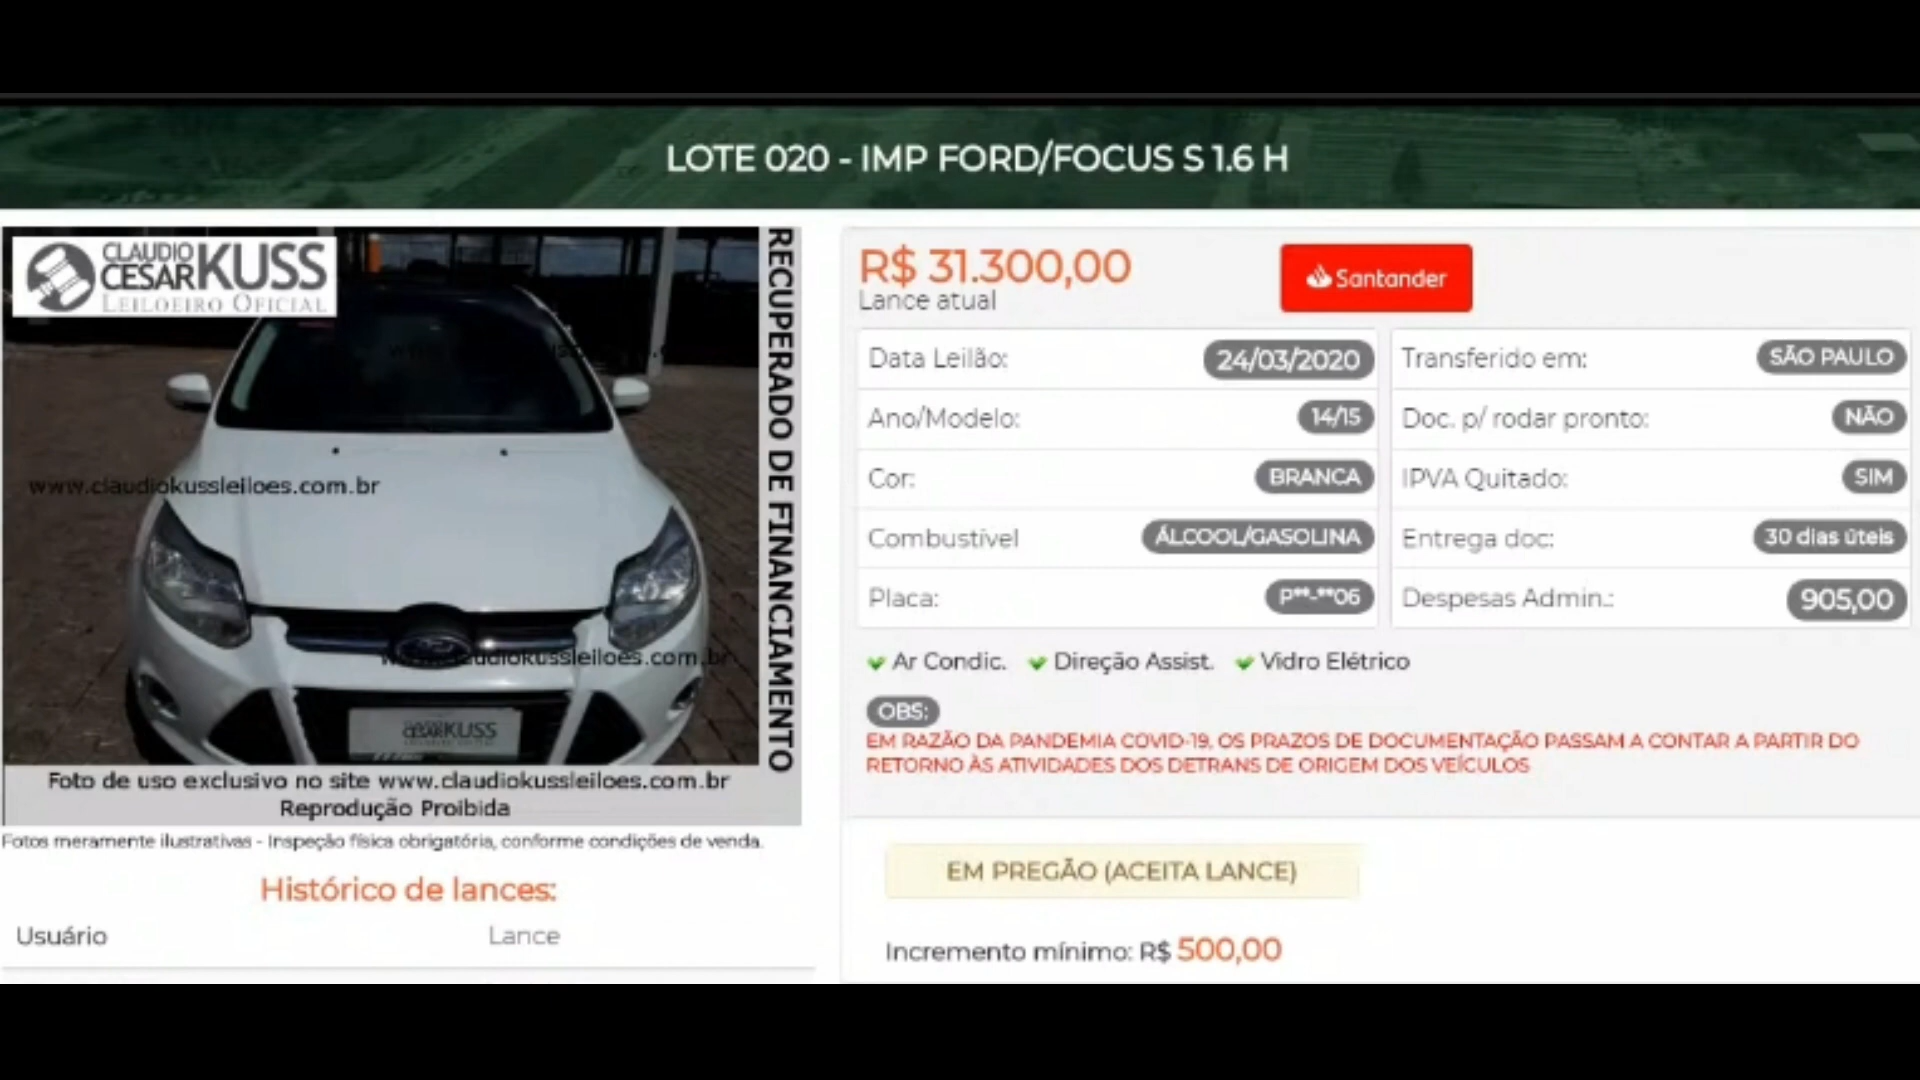 LOTE 020 - IMP FORD/FOCUS S 1.6 H
CLAUDIO
CESAR KUSS
LEILOEIRO OFICIAL
RECUPERADO DE FINANCIAMENTO
www.claudiokussleiloes.com.br
www.claudiokussleiloes.com.br
KUSS
Foto de uso exclusivo no site www.claudiokussleiloes.com.br
Reprodução Proibida
Fotos meramente ilustrativas - Inspeção física obrigatória, conforme condições de venda.
Histórico de lances:
Usuário Lance
R$ 31.300,00
Lance atual
Santander
Data Leilão: 24/03/2020
Ano/Modelo: 14/15
Cor: BRANCA
Combustível ÁLCOOL/GASOLINA
Placa: P**-**06
Transferido em: SÃO PAULO
Doc. p/ rodar pronto: NÃO
IPVA Quitado: SIM
Entrega doc: 30 dias úteis
Despesas Admin.: 905,00
Ar Condic. Direção Assist. Vidro Elétrico
OBS:
EM RAZÃO DA PANDEMIA COVID-19, OS PRAZOS DE DOCUMENTAÇÃO PASSAM A CONTAR A PARTIR DO
RETORNO ÀS ATIVIDADES DOS DETRANS DE ORIGEM DOS VEÍCULOS
EM PREGÃO (ACEITA LANCE)
Incremento mínimo: R$ 500,00